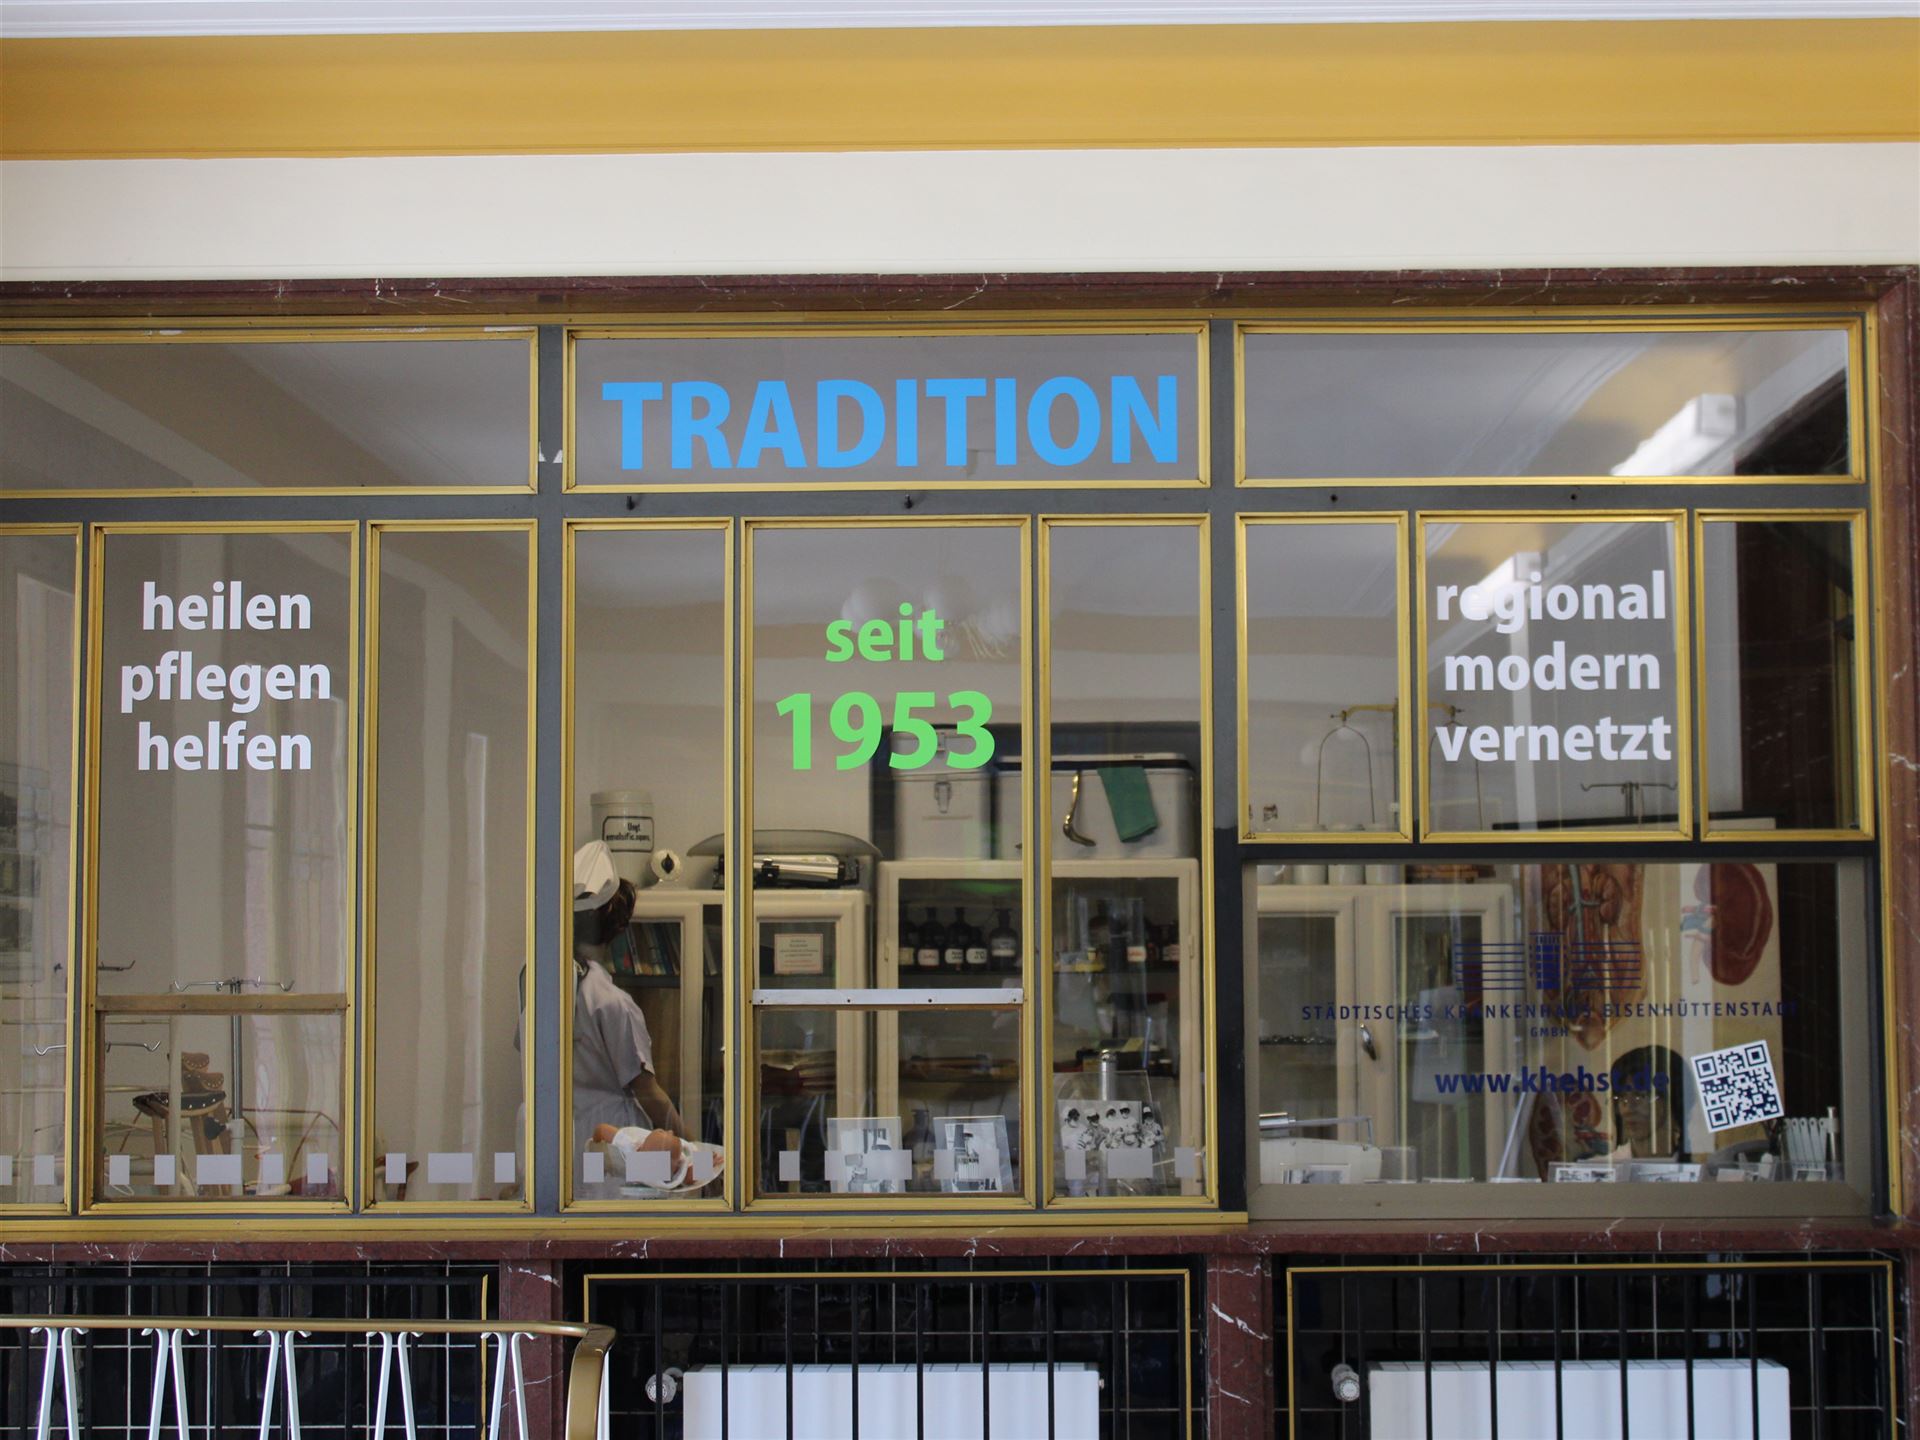 TRADITION
heilen
pflegen
helfen
seit
1953
regional
modern
vernetzt
STÄDTISCHES KRANKENHAUS EISENHÜTTENSTADT
GMBH
www.khehst.de